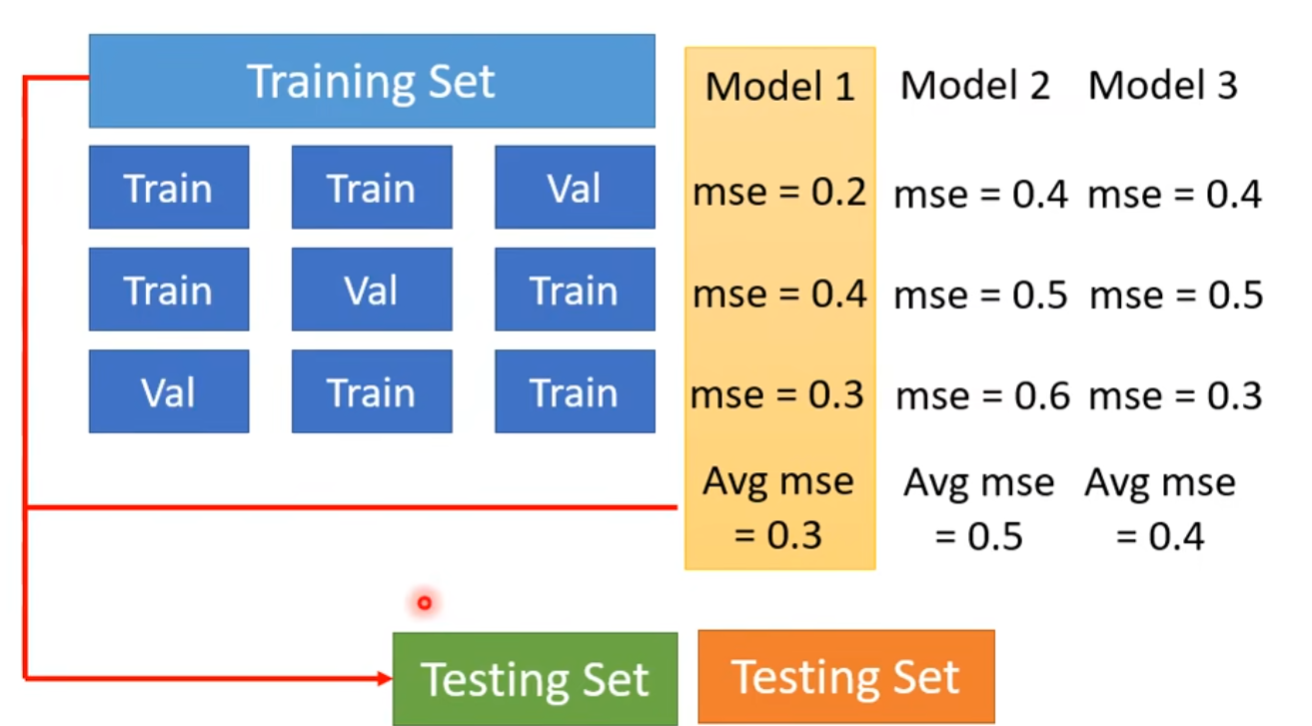 Training Set
Model 1 Model 2 Model 3
Train Train Val
mse = 0.2 mse = 0.4 mse = 0.4
Train Val Train
mse = 0.4 mse = 0.5 mse = 0.5
Val Train Train
mse = 0.3 mse = 0.6 mse = 0.3
Avg mse Avg mse Avg mse
= 0.3 = 0.5 = 0.4
Testing Set Testing Set